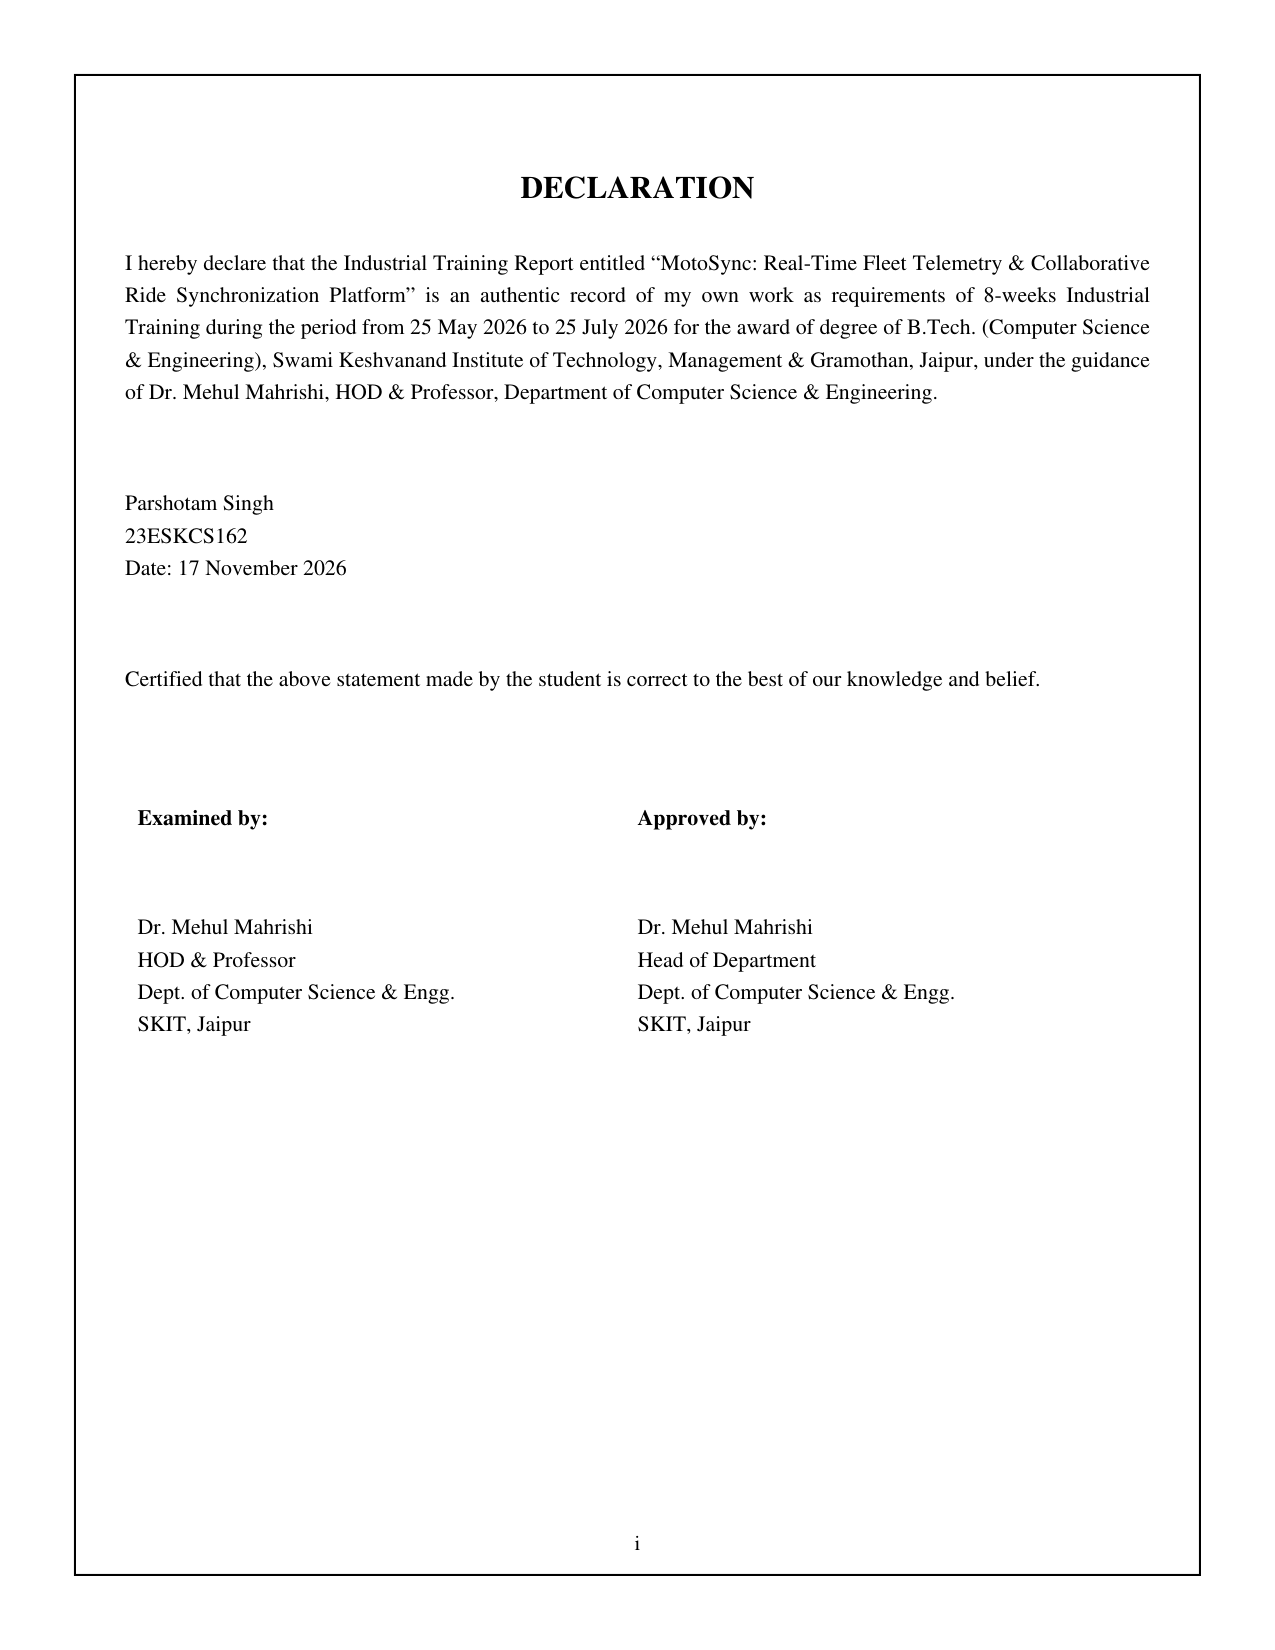 DECLARATION
I hereby declare that the Industrial Training Report entitled “MotoSync: Real-Time Fleet Telemetry & Collaborative
Ride Synchronization Platform” is an authentic record of my own work as requirements of 8-weeks Industrial
Training during the period from 25 May 2026 to 25 July 2026 for the award of degree of B.Tech. (Computer Science
& Engineering), Swami Keshvanand Institute of Technology, Management & Gramothan, Jaipur, under the guidance
of Dr. Mehul Mahrishi, HOD & Professor, Department of Computer Science & Engineering.
Parshotam Singh
23ESKCS162
Date: 17 November 2026
Certified that the above statement made by the student is correct to the best of our knowledge and belief.
Examined by:
Dr. Mehul Mahrishi
HOD & Professor
Dept. of Computer Science & Engg.
SKIT, Jaipur
Approved by:
Dr. Mehul Mahrishi
Head of Department
Dept. of Computer Science & Engg.
SKIT, Jaipur
i